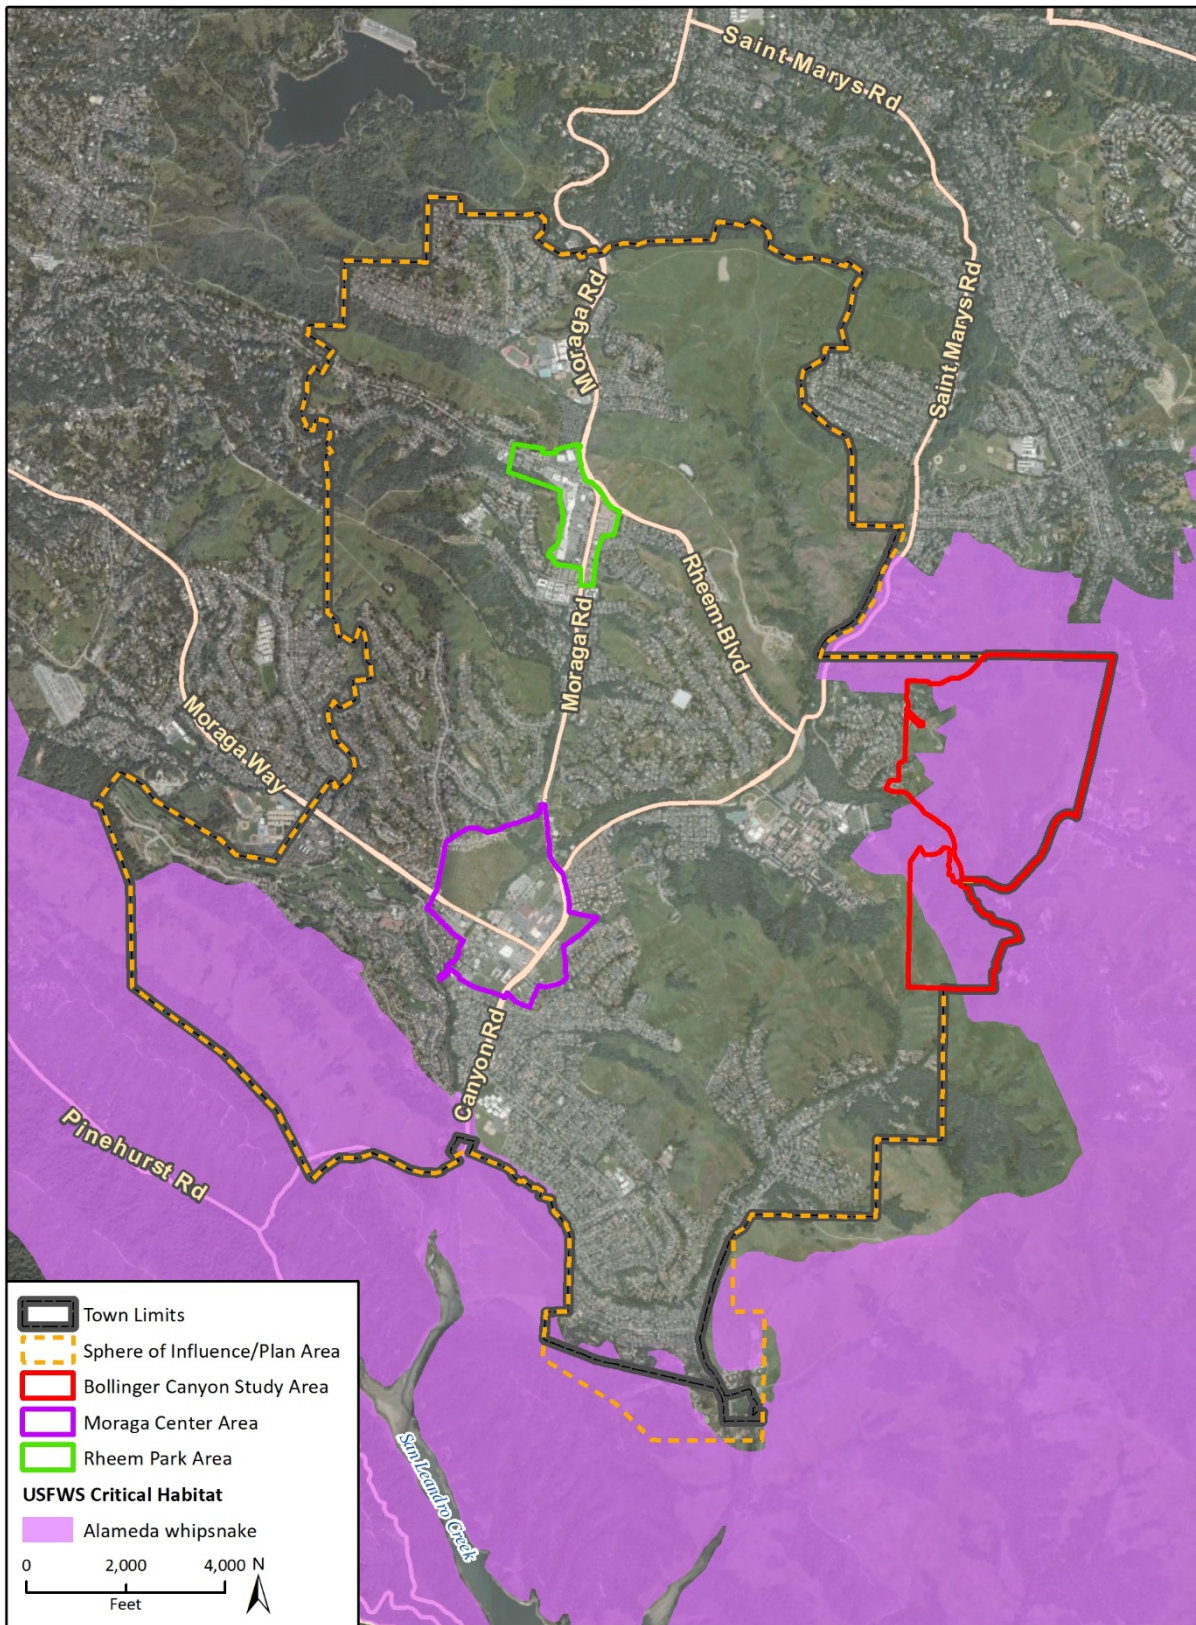 Saint Marys Rd
Moraga Rd
Saint Marys Rd
Moraga Rd
Rheem Blvd
Moraga Way
Canyon Rd
Pinehurst Rd
San Leandro Creek
Town Limits
Sphere of Influence/Plan Area
Bollinger Canyon Study Area
Moraga Center Area
Rheem Park Area
USFWS Critical Habitat
Alameda whipsnake
0 2,000 4,000 N
Feet